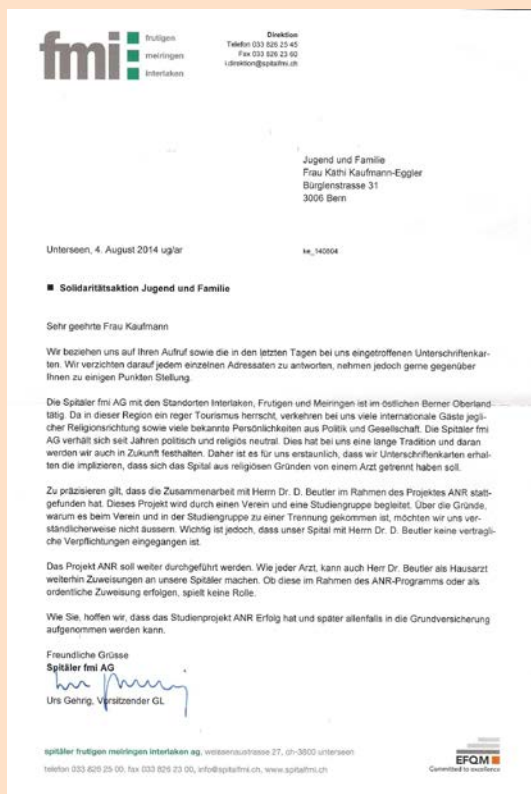 fmi
frutigen
meiringen
interlaken
Direktion
Telefon 033 826 25 45
Fax 033 826 23 60
i.direktion@spitalfmi.ch
Jugend und Familie
Frau Käthi Kaufmann-Eggler
Bürglenstrasse 31
3006 Bern
Unterseen, 4. August 2014 ug/ar
ke_140804
Solidaritätsaktion Jugend und Familie
Sehr geehrte Frau Kaufmann
Wir beziehen uns auf Ihren Aufruf sowie die in den letzten Tagen bei uns eingetroffenen Unterschriftenkar-
ten. Wir verzichten darauf jedem einzelnen Adressaten zu antworten, nehmen jedoch gerne gegenüber
Ihnen zu einigen Punkten Stellung.
Die Spitäler fmi AG mit den Standorten Interlaken, Frutigen und Meiringen ist im östlichen Berner Oberland
tätig. Da in dieser Region ein reger Tourismus herrscht, verkehren bei uns viele internationale Gäste jegli-
cher Religionsrichtung sowie viele bekannte Persönlichkeiten aus Politik und Gesellschaft. Die Spitäler fmi
AG verhält sich seit Jahren politisch und religiös neutral. Dies hat bei uns eine lange Tradition und daran
werden wir auch in Zukunft festhalten. Daher ist es für uns erstaunlich, dass wir Unterschriftenkarten erhal-
ten die implizieren, dass sich das Spital aus religiösen Gründen von einem Arzt getrennt haben soll.
Zu präzisieren gilt, dass die Zusammenarbeit mit Herrn Dr. D. Beutler im Rahmen des Projektes ANR statt-
gefunden hat. Dieses Projekt wird durch einen Verein und eine Studiengruppe begleitet. Über die Gründe,
warum es beim Verein und in der Studiengruppe zu einer Trennung gekommen ist, möchten wir uns ver-
ständlicherweise nicht äussern. Wichtig ist jedoch, dass unser Spital mit Herrn Dr. D. Beutler keine vertragli-
che Verpflichtungen eingegangen ist.
Das Projekt ANR soll weiter durchgeführt werden. Wie jeder Arzt, kann auch Herr Dr. Beutler als Hausarzt
weiterhin Zuweisungen an unsere Spitäler machen. Ob diese im Rahmen des ANR-Programms oder als
ordentliche Zuweisung erfolgen, spielt keine Rolle.
Wie Sie, hoffen wir, dass das Studienprojekt ANR Erfolg hat und später allenfalls in die Grundversicherung
aufgenommen werden kann.
Freundliche Grüsse
Spitäler fmi AG
Urs Gehrig, Vorsitzender GL
spitäler frutigen meiringen interlaken ag, weissenaustrasse 27, ch-3800 unterseen
telefon 033 826 25 00, fax 033 826 23 00, info@spitalfmi.ch, www.spitalfmi.ch
EFQM
Committed to excellence